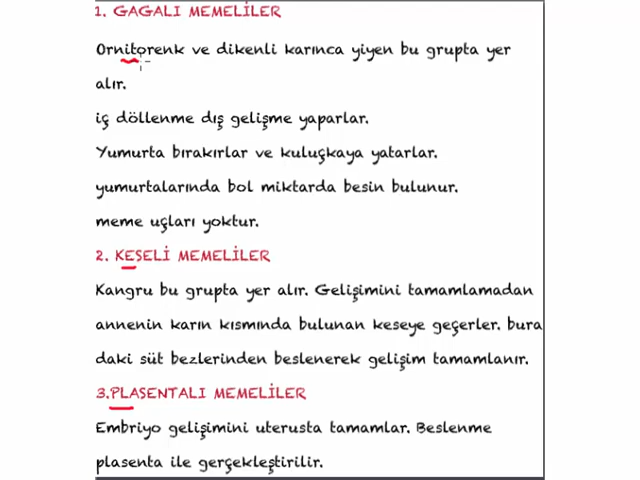 1. GAGALI MEMELİLER
Ornitorenk ve dikenli karınca yiyen bu grupta yer
alır.
iç döllenme dış gelişme yaparlar.
Yumurta bırakırlar ve kuluçkaya yatarlar.
yumurtalarında bol miktarda besin bulunur.
meme uçları yoktur.
2. KESELİ MEMELİLER
Kangru bu grupta yer alır. Gelişimini tamamlamadan
annenin karın kısmında bulunan keseye geçerler. bura
daki süt bezlerinden beslenerek gelişim tamamlanır.
3.PLASENTALI MEMELİLER
Embriyo gelişimini uterusta tamamlar. Beslenme
plasenta ile gerçekleştirilir.